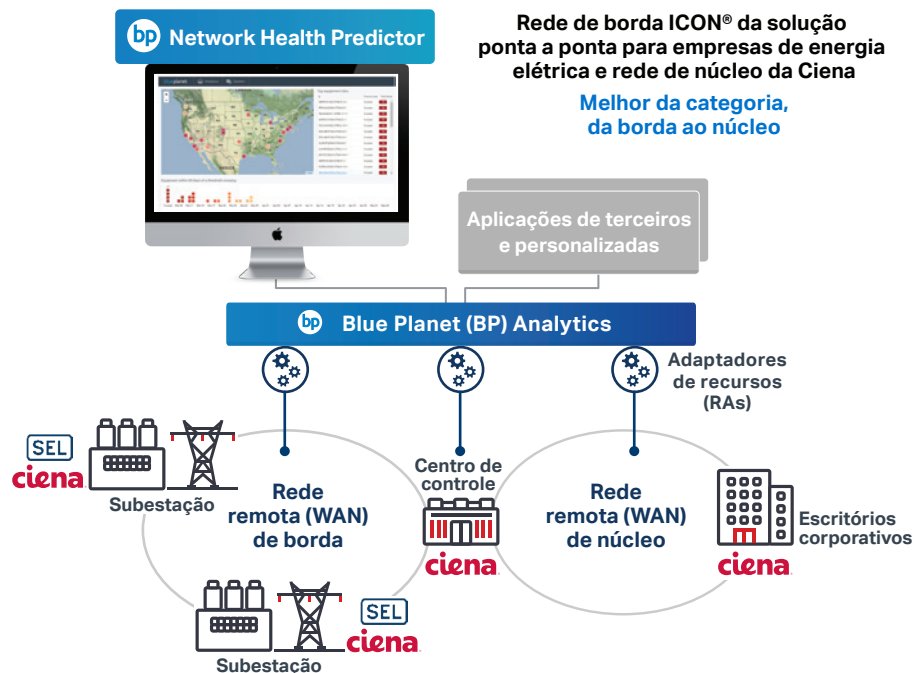 bp Network Health Predictor
Rede de borda ICON® da solução
ponta a ponta para empresas de energia
elétrica e rede de núcleo da Ciena
Melhor da categoria,
da borda ao núcleo
Aplicações de terceiros
e personalizadas
bp Blue Planet (BP) Analytics
Adaptadores
de recursos
(RAs)
SEL
ciena
Subestação
Rede
remota (WAN)
de borda
Centro de
controle
ciena
Rede
remota (WAN)
de núcleo
Escritórios
corporativos
ciena
SEL
ciena
Subestação